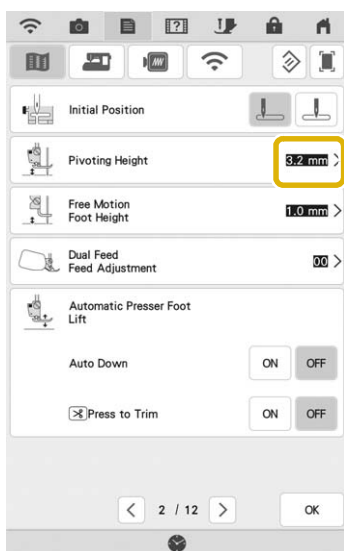 Initial Position
Pivoting Height
3.2 mm
Free Motion
Foot Height
1.0 mm
Dual Feed
Feed Adjustment
00
Automatic Presser Foot
Lift
Auto Down
ON
OFF
Press to Trim
ON
OFF
2 / 12
OK